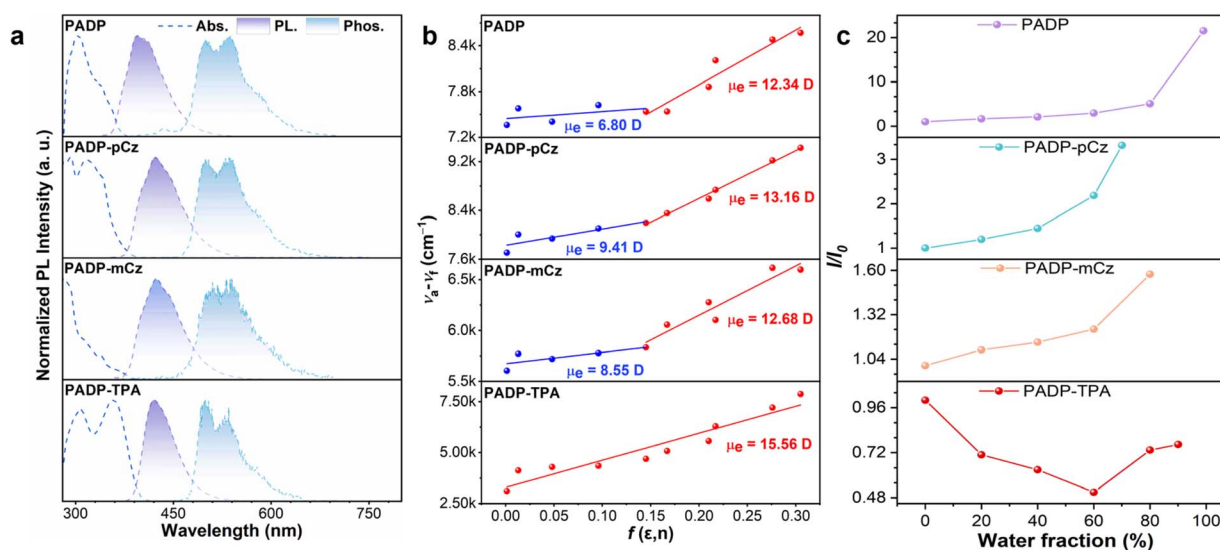 a
PADP
Abs.
PL.
Phos.
PADP-pCz
PADP-mCz
PADP-TPA
Normalized PL Intensity (a. u.)
300
450
600
750
Wavelength (nm)
b
PADP
8.4k
7.8k
7.2k
μe = 12.34 D
μe = 6.80 D
PADP-pCz
9.2k
8.4k
7.6k
μe = 13.16 D
μe = 9.41 D
PADP-mCz
6.5k
6.0k
5.5k
μe = 12.68 D
μe = 8.55 D
PADP-TPA
7.50k
5.00k
2.50k
μe = 15.56 D
νa-νf (cm⁻¹)
0.00
0.05
0.10
0.15
0.20
0.25
0.30
f (ε,n)
c
PADP
20
10
0
PADP-pCz
3
2
1
PADP-mCz
1.60
1.32
1.04
PADP-TPA
0.96
0.72
0.48
I/I0
0
20
40
60
80
100
Water fraction (%)